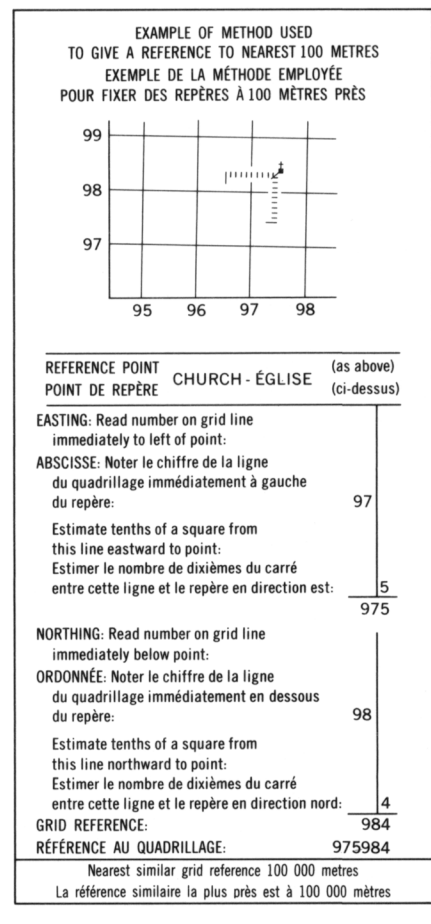 EXAMPLE OF METHOD USED
TO GIVE A REFERENCE TO NEAREST 100 METRES
EXEMPLE DE LA MÉTHODE EMPLOYÉE
POUR FIXER DES REPÈRES À 100 MÈTRES PRÈS
99
98
97
95 96 97 98
REFERENCE POINT
POINT DE REPÈRE
CHURCH - ÉGLISE
(as above)
(ci-dessus)
EASTING: Read number on grid line
immediately to left of point:
ABSCISSE: Noter le chiffre de la ligne
du quadrillage immédiatement à gauche
du repère: 97
Estimate tenths of a square from
this line eastward to point:
Estimer le nombre de dixièmes du carré
entre cette ligne et le repère en direction est: 5
975
NORTHING: Read number on grid line
immediately below point:
ORDONNÉE: Noter le chiffre de la ligne
du quadrillage immédiatement en dessous
du repère: 98
Estimate tenths of a square from
this line northward to point:
Estimer le nombre de dixièmes du carré
entre cette ligne et le repère en direction nord: 4
GRID REFERENCE: 984
RÉFÉRENCE AU QUADRILLAGE: 975984
Nearest similar grid reference 100 000 metres
La référence similaire la plus près est à 100 000 mètres